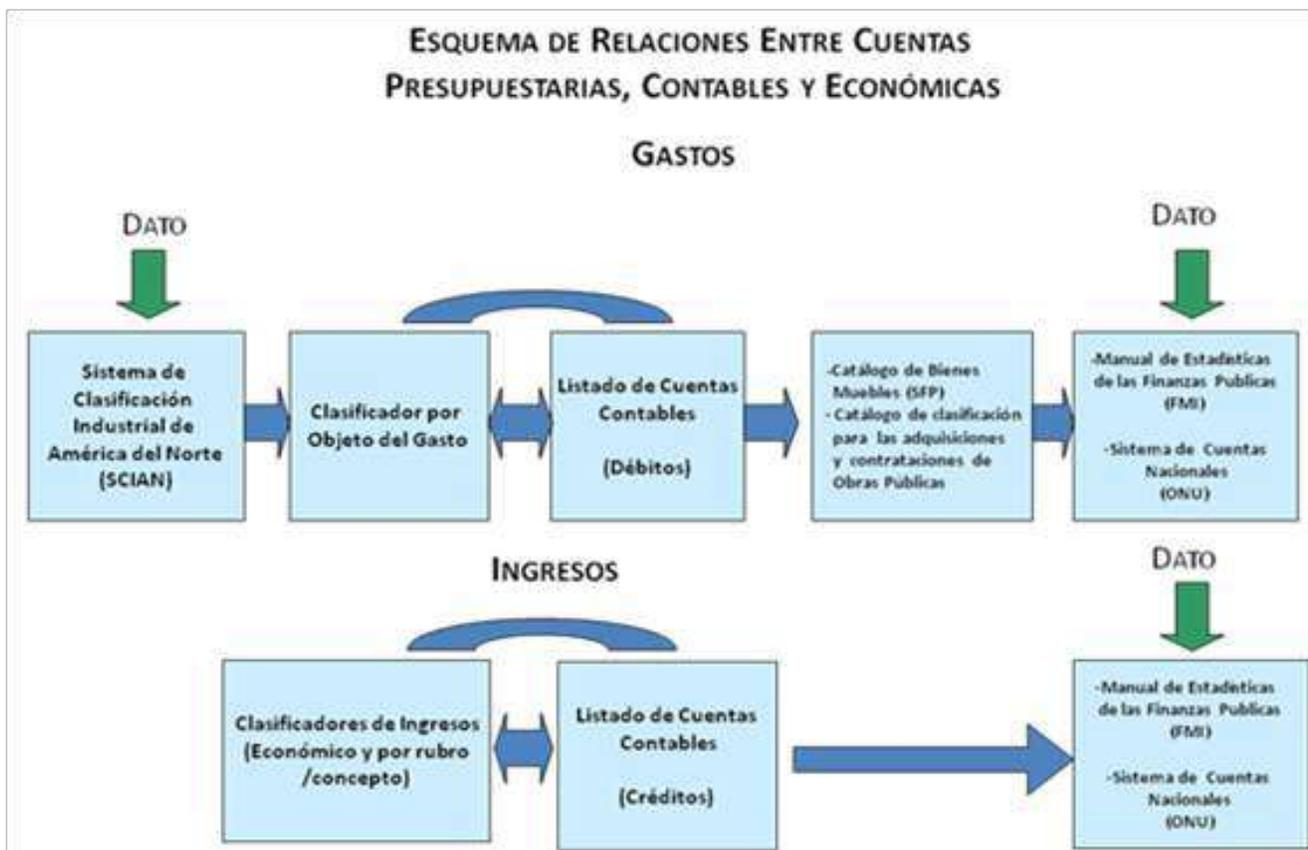 ESQUEMA DE RELACIONES ENTRE CUENTAS
PRESUPUESTARIAS, CONTABLES Y ECONÓMICAS
GASTOS
DATO
DATO
Sistema de
Clasificación
Industrial de
América del Norte
(SCIAN)
Clasificador por
Objeto del Gasto
Listado de Cuentas
Contables
(Débitos)
-Catálogo de Bienes
Muebles (SFP)
- Catálogo de clasificación
para las adquisiciones
y contrataciones de
Obras Públicas
-Manual de Estadísticas
de las Finanzas Publicas
(FMI)
-Sistema de Cuentas
Nacionales
(ONU)
INGRESOS
DATO
Clasificadores de Ingresos
(Económico y por rubro
/concepto)
Listado de Cuentas
Contables
(Créditos)
-Manual de Estadísticas
de las Finanzas Publicas
(FMI)
-Sistema de Cuentas
Nacionales
(ONU)